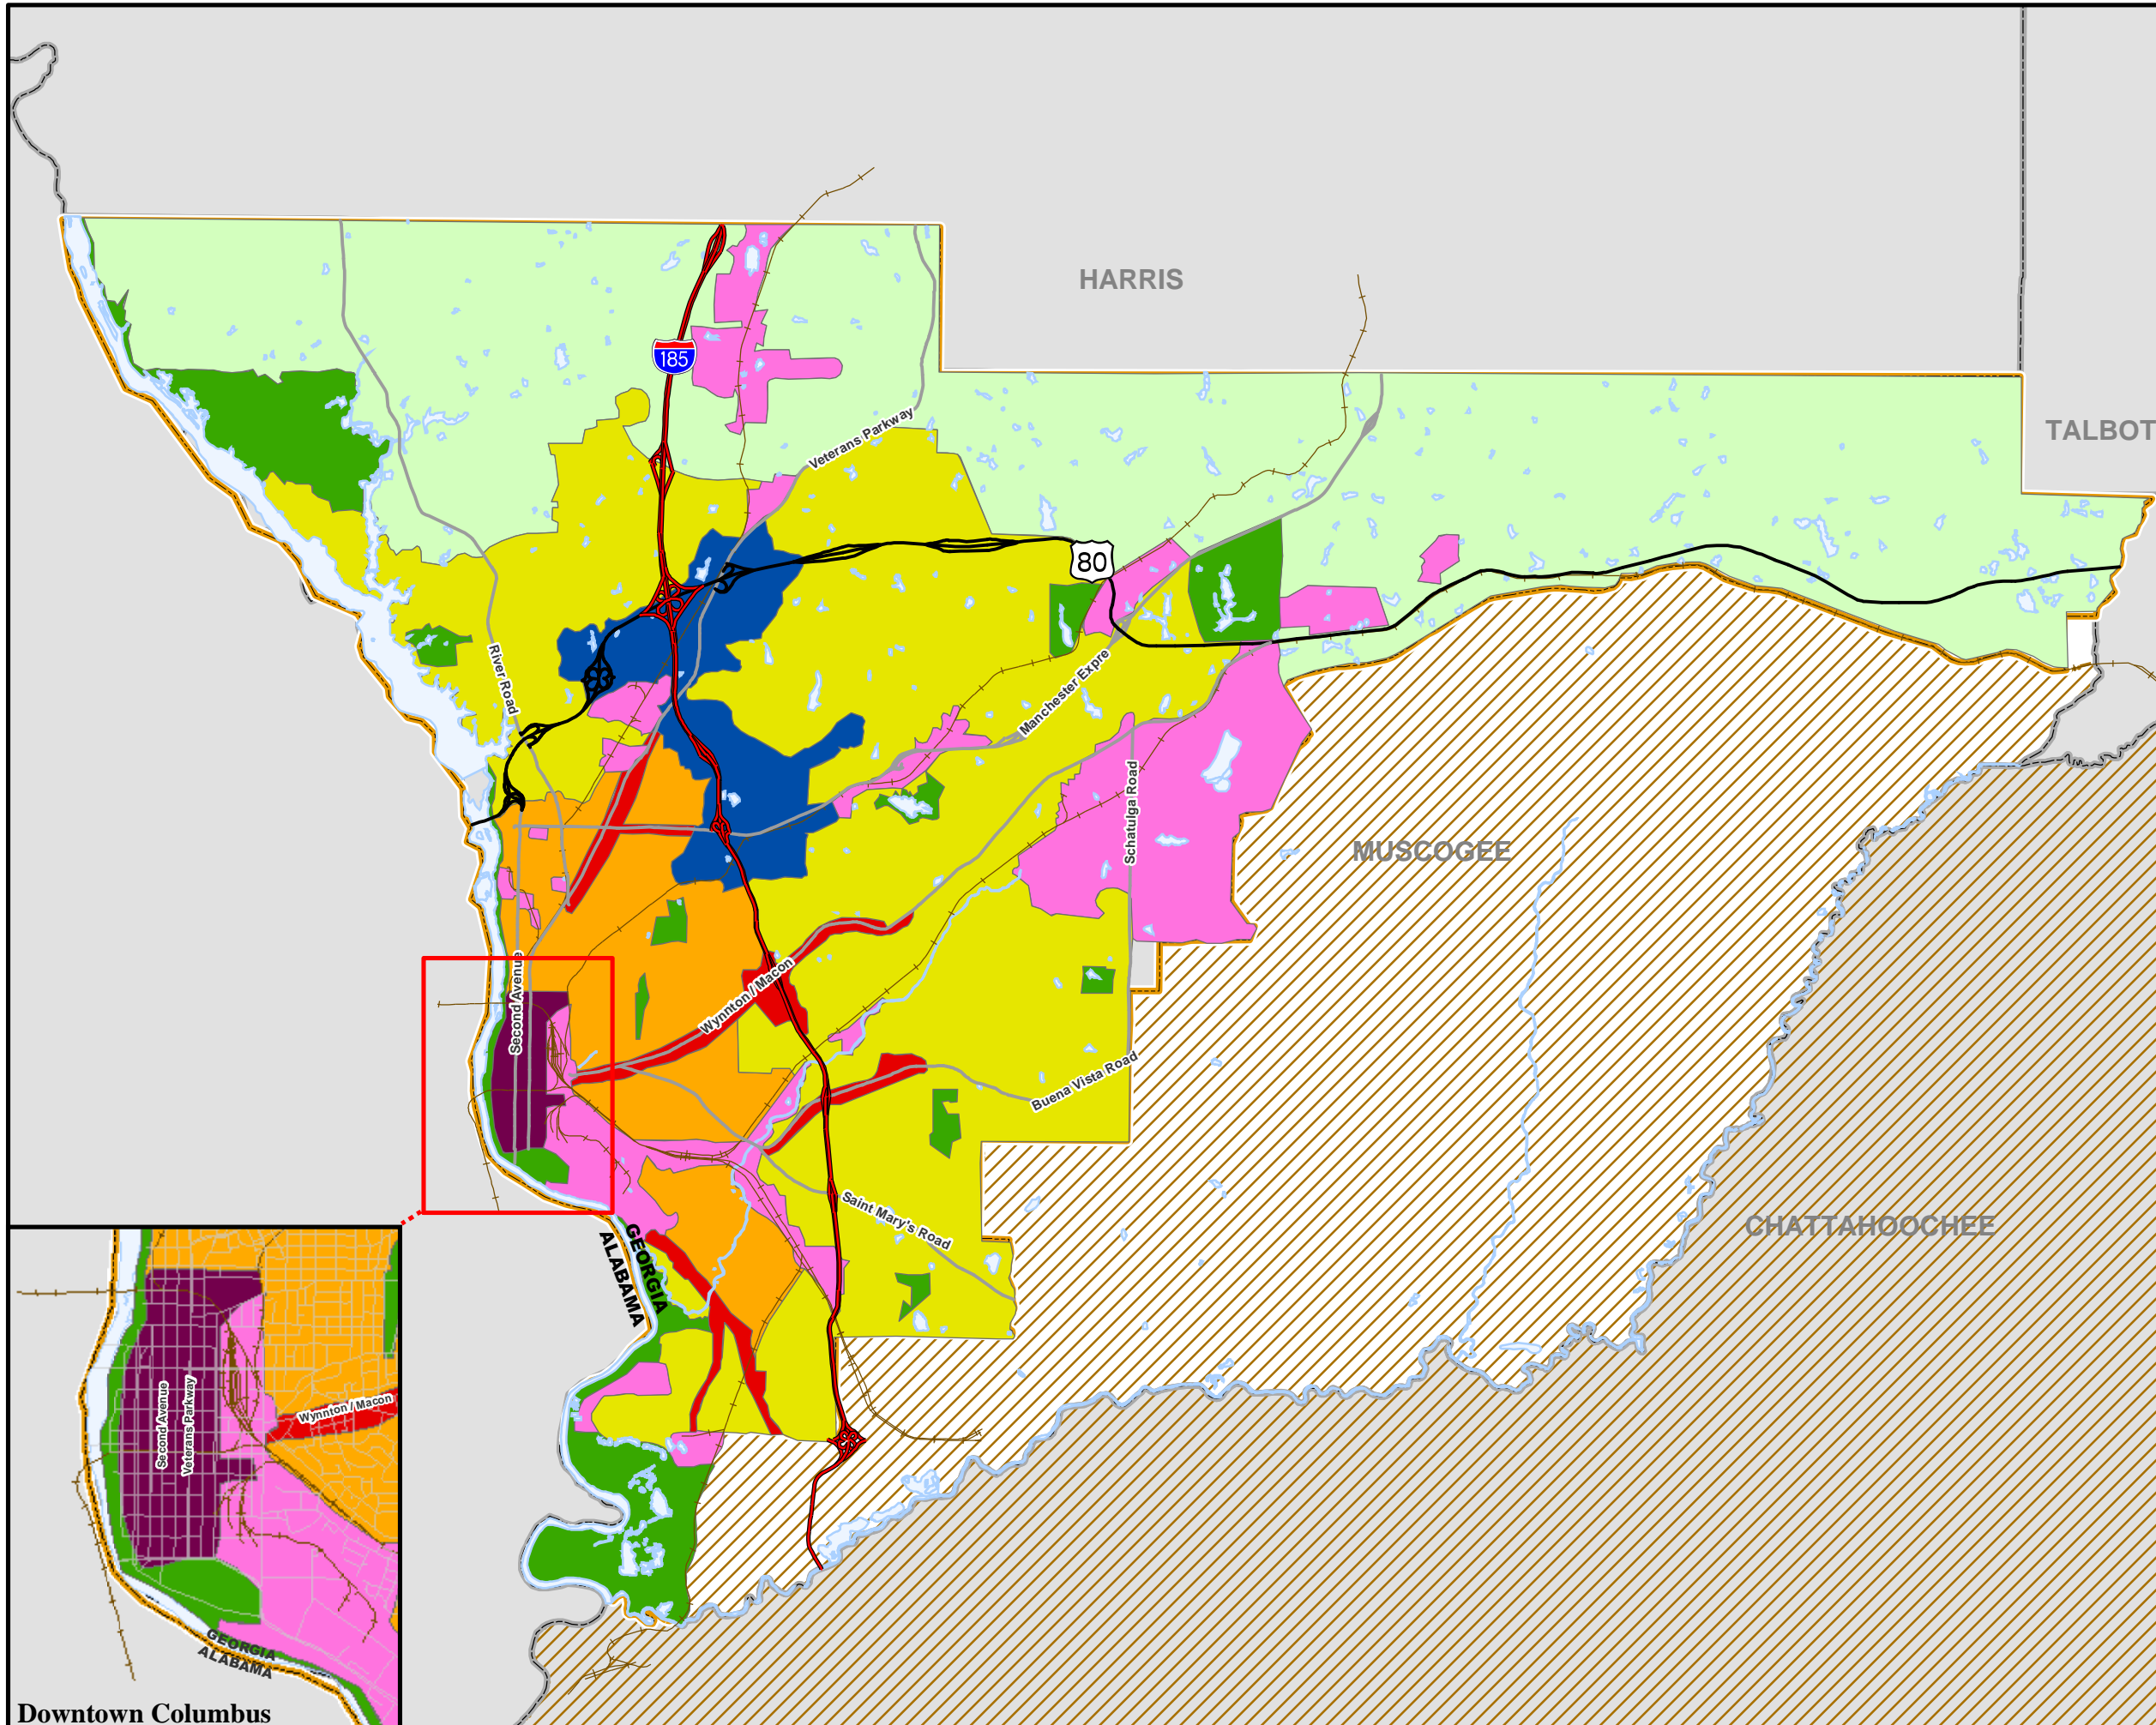 HARRIS
185
TALBOT
Veterans Parkway
80
River Road
Manchester Expre
Schatulga Road
MUSCOGEE
Second Avenue
Wynnton / Macon
Buena Vista Road
Saint Mary's Road
CHATTAHOOCHEE
GEORGIA
ALABAMA
Second Avenue
Veterans Parkway
Wynnton / Macon
GEORGIA
ALABAMA
Downtown Columbus